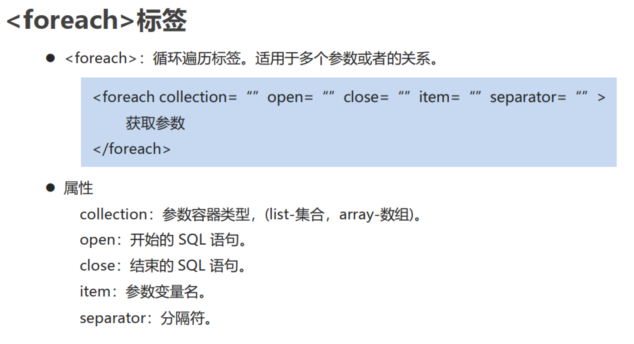 <foreach>标签
● <foreach>：循环遍历标签。适用于多个参数或者的关系。
<foreach collection= “” open= “” close= “” item= “” separator= “” >
获取参数
</foreach>
● 属性
collection：参数容器类型，(list-集合，array-数组)。
open：开始的 SQL 语句。
close：结束的 SQL 语句。
item：参数变量名。
separator：分隔符。